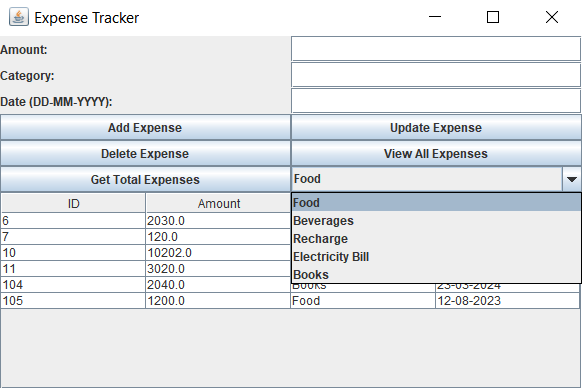 Expense Tracker
Amount:
Category:
Date (DD-MM-YYYY):
Add Expense Update Expense
Delete Expense View All Expenses
Get Total Expenses Food
ID Amount Food
6 2030.0 Beverages
7 120.0 Recharge
10 10202.0 Electricity Bill
11 3020.0 Books
104 2040.0 Books 23-03-2024
105 1200.0 Food 12-08-2023